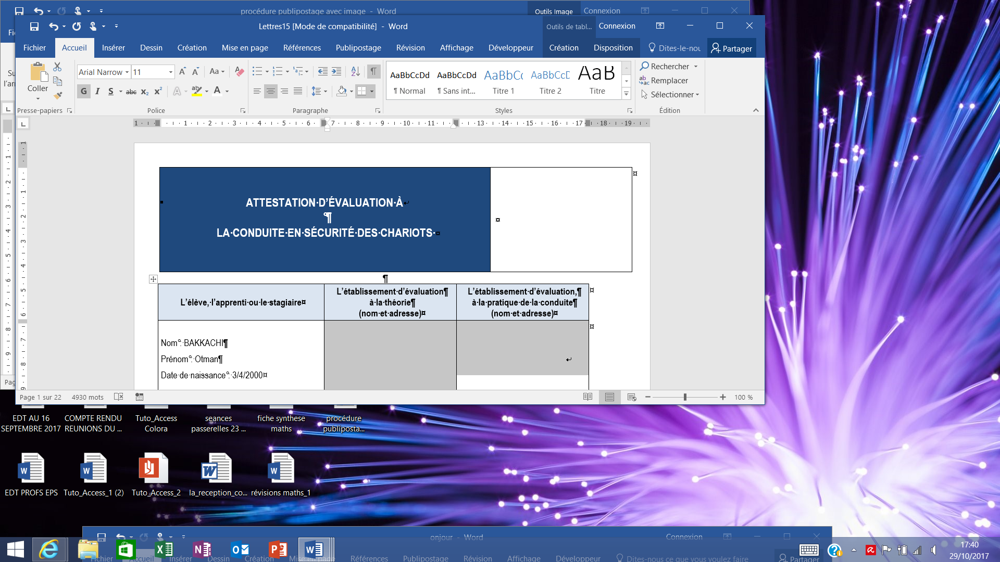 procédure publipostage avec image - Word
Outils Image
Connexion
Lettres15 [Mode de compatibilité] - Word
Outils de tabl...
Connexion
Fichier
Accueil
Insérer
Dessin
Création
Mise en page
Références
Publipostage
Révision
Affichage
Développeur
Création
Disposition
Dites-le-nou
Partager
Coller
Presse-papiers
Arial Narrow
11
Aa
G I S abc x₂ x²
Police
Paragraphe
AaBbCcDd
¶ Normal
AaBbCcDd
¶ Sans int...
AaBbCc
Titre 1
AaBbCcD
Titre 2
AaB
Titre
Styles
Rechercher
Remplacer
Sélectionner
Édition
1 1 2 3 4 5 6 7 8 9 10 11 13 14 15 16 17 18 19
ATTESTATION·D'ÉVALUATION·À
¶
LA·CONDUITE·EN·SÉCURITÉ·DES·CHARIOTS·¤
¶
L'élève,·l'apprenti·ou·le·stagiaire¤
L'établissement·d'évaluation¶
à·la·théorie¶
(nom·et·adresse)¤
L'établissement·d'évaluation,¶
à·la·pratique·de·la·conduite¶
(nom·et·adresse)¤
Nom°:·BAKKACHI¶
Prénom°:·Otman¶
Date·de·naissance°:·3/4/2000¤
Page 1 sur 22
4930 mots
100 %
EDT AU 16
SEPTEMBRE 2017
COMPTE RENDU
REUNIONS DU ...
Tuto_Access
Colora
seances
passerelles 23 ...
fiche synthese
maths
procédure
publiposta...
EDT PROFS EPS
Tuto_Access_1 (2)
Tuto_Access_2
la_reception_co...
révisions maths_1
onjour - Word
Connexion
Fichier
Accueil
Insérer
Dessin
Création
Mise en page
Références
Publipostage
Révision
Affichage
Développeur
Dites-nous ce que vous voulez faire
Partager
17:40
29/10/2017